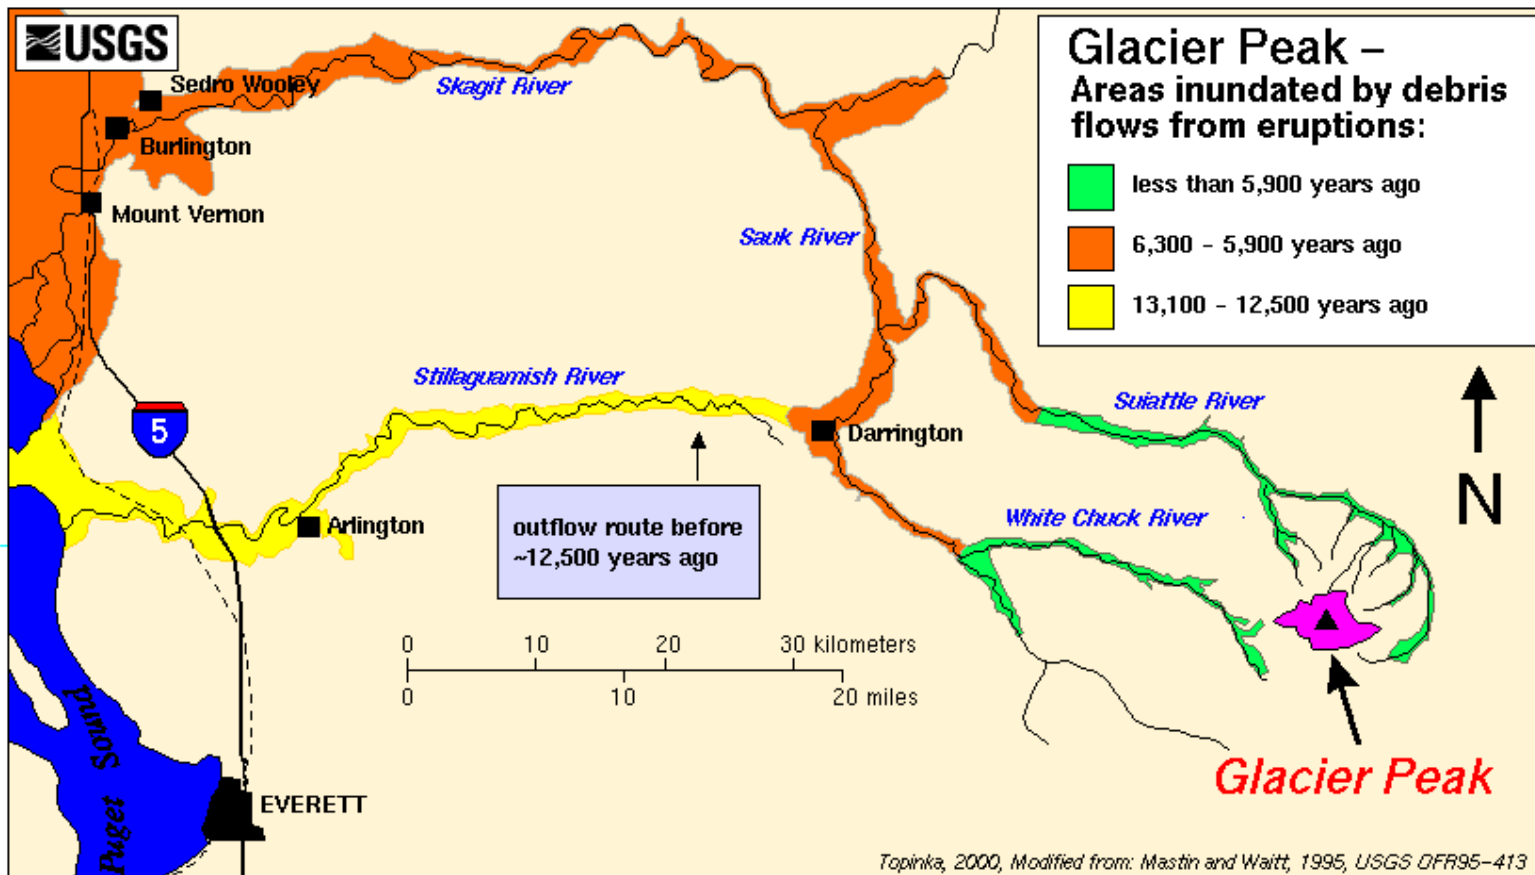 USGS
Glacier Peak –
Areas inundated by debris
flows from eruptions:
less than 5,900 years ago
6,300 – 5,900 years ago
13,100 – 12,500 years ago
Sedro Wooley
Skagit River
Burlington
Mount Vernon
Sauk River
Stillaguamish River
Suiattle River
5
Darrington
N
outflow route before
~12,500 years ago
White Chuck River
Arlington
0 10 20 30 kilometers
0 10 20 miles
Puget Sound
Glacier Peak
EVERETT
Topinka, 2000, Modified from: Mastin and Waitt, 1995, USGS OFR95–413